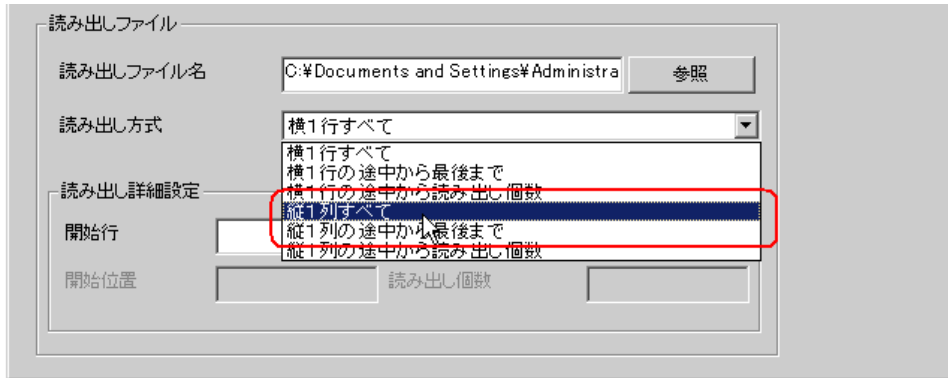 読み出しファイル
読み出しファイル名
C:¥Documents and Settings¥Administra
参照
読み出し方式
横1行すべて
横1行すべて
横1行の途中から最後まで
横1行の途中から読み出し個数
縦1列すべて
縦1列の途中から最後まで
縦1列の途中から読み出し個数
読み出し詳細設定
開始行
開始位置
読み出し個数